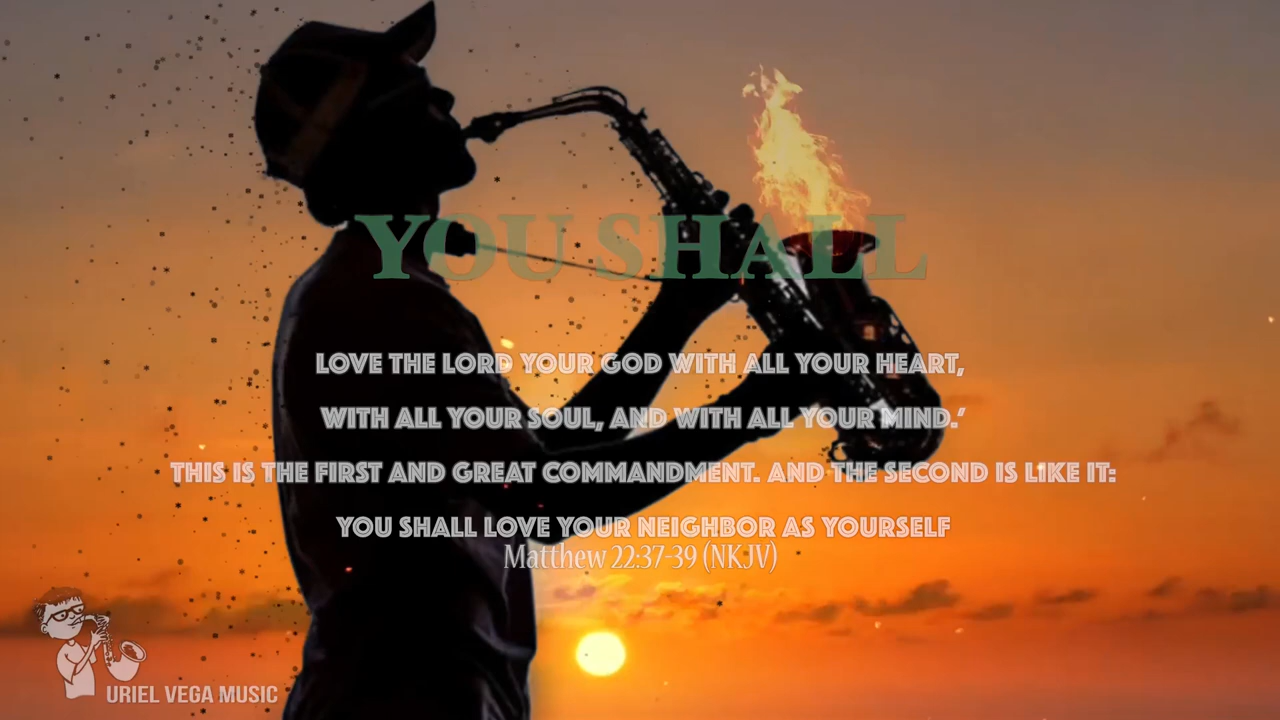 YOU SHALL
LOVE THE LORD YOUR GOD WITH ALL YOUR HEART,
WITH ALL YOUR SOUL, AND WITH ALL YOUR MIND.’
THIS IS THE FIRST AND GREAT COMMANDMENT. AND THE SECOND IS LIKE IT:
YOU SHALL LOVE YOUR NEIGHBOR AS YOURSELF
Matthew 22:37-39 (NKJV)
URIEL VEGA MUSIC